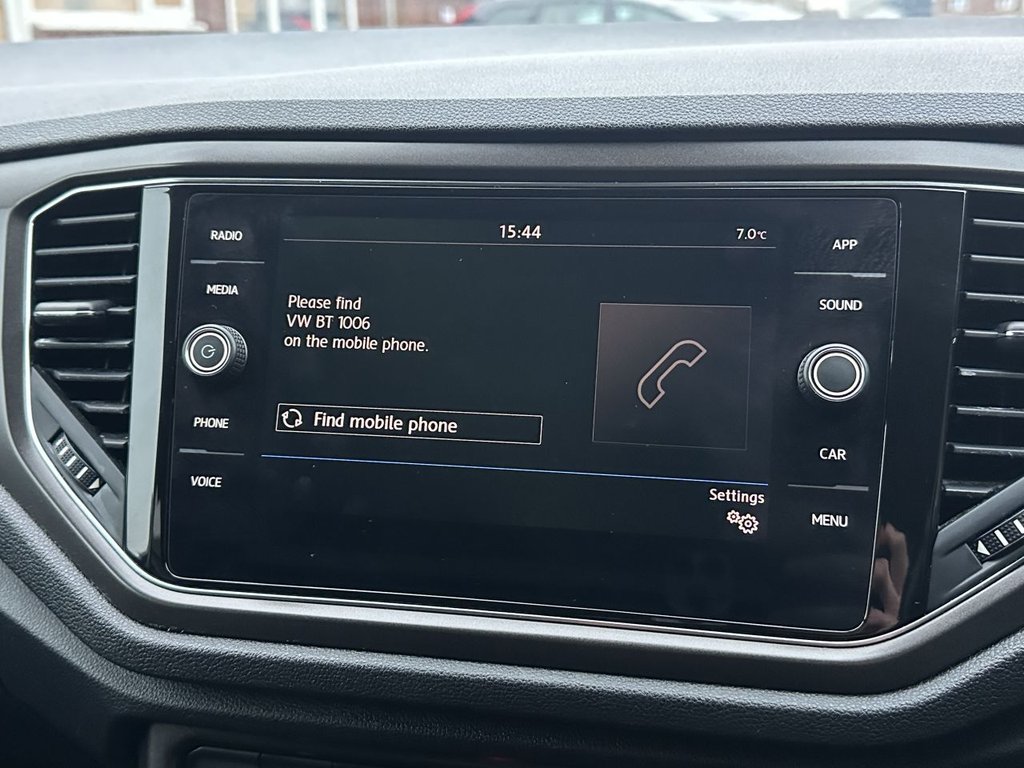 15:44
7.0°C
RADIO
MEDIA
PHONE
VOICE
Please find
VW BT 1006
on the mobile phone.
Find mobile phone
Settings
APP
SOUND
CAR
MENU